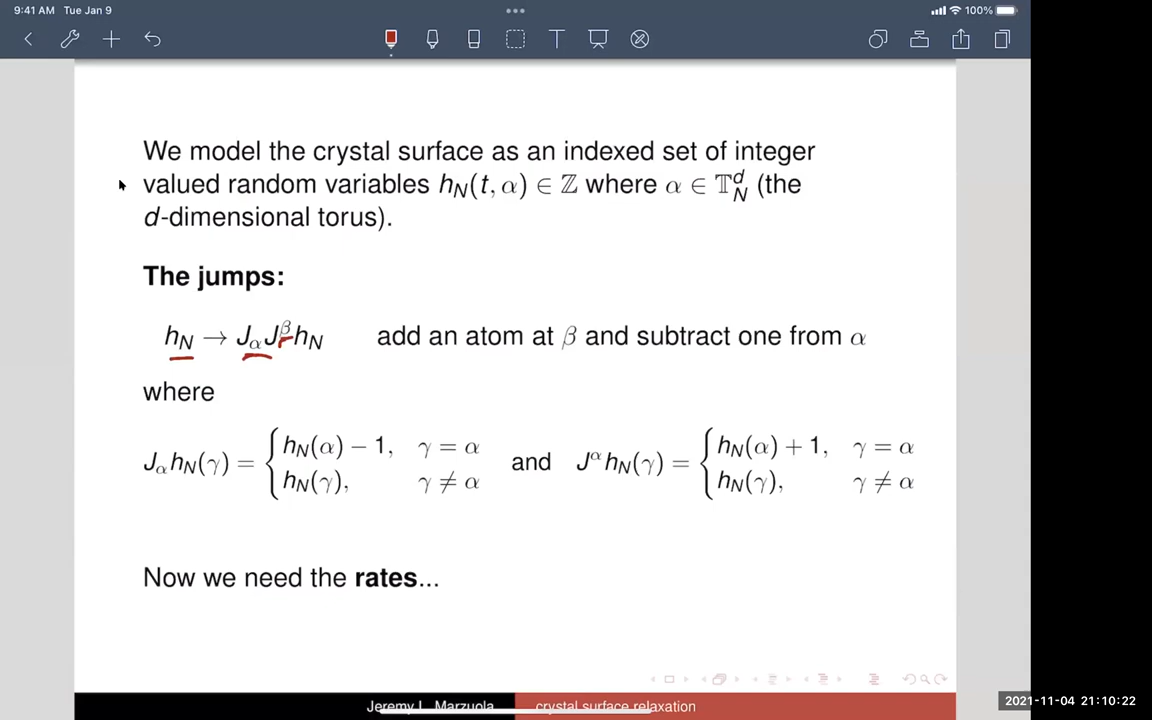 9:41 AM Tue Jan 9
100%
We model the crystal surface as an indexed set of integer
valued random variables h_N(t, α) ∈ ℤ where α ∈ 𝕋_N^d (the
d-dimensional torus).
The jumps:
h_N → J_α J^β h_N add an atom at β and subtract one from α
where
J_α h_N(γ) = { h_N(α) − 1, γ = α
h_N(γ), γ ≠ α
and J^α h_N(γ) = { h_N(α) + 1, γ = α
h_N(γ), γ ≠ α
Now we need the rates...
Jeremy L. Marzuola crystal surface relaxation
2021-11-04 21:10:22